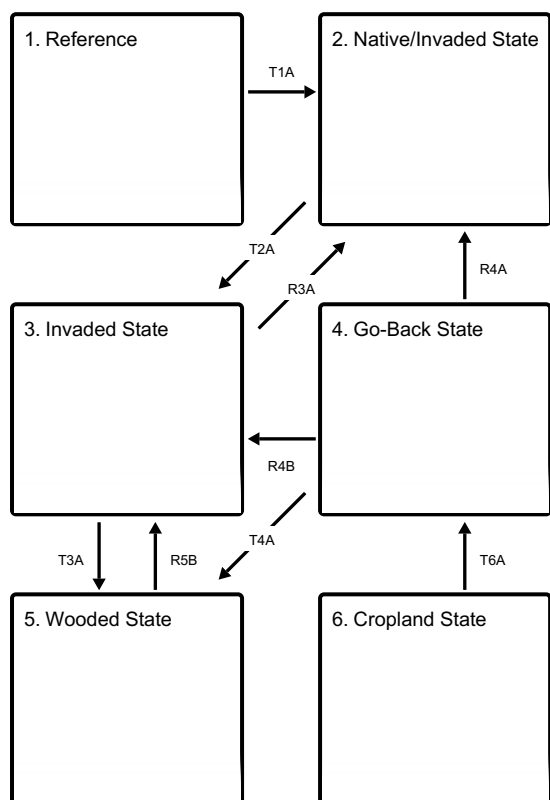 1. Reference
2. Native/Invaded State
T1A
T2A
R3A
R4A
3. Invaded State
4. Go-Back State
R4B
T4A
T3A
R5B
T6A
5. Wooded State
6. Cropland State